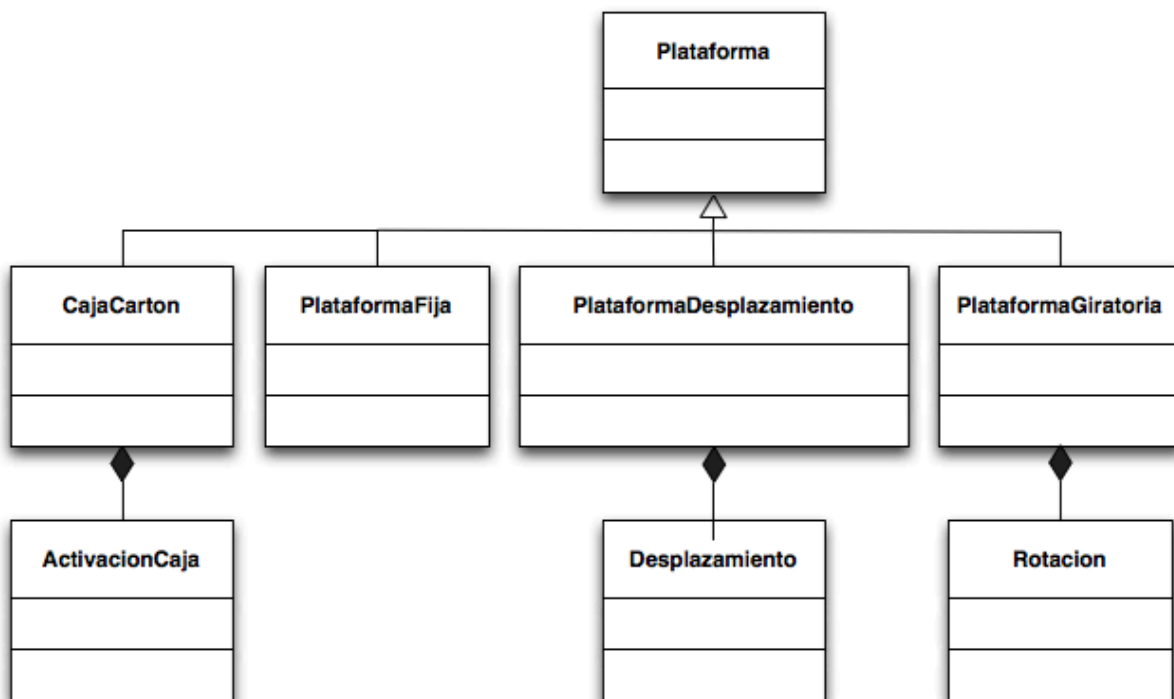 Plataforma
CajaCarton
PlataformaFija
PlataformaDesplazamiento
PlataformaGiratoria
ActivacionCaja
Desplazamiento
Rotacion